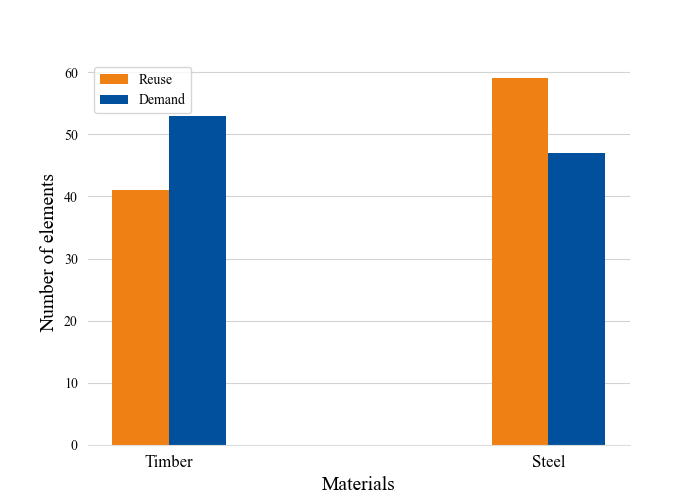 Reuse
Demand
60
50
40
30
20
10
0
Number of elements
Timber
Steel
Materials